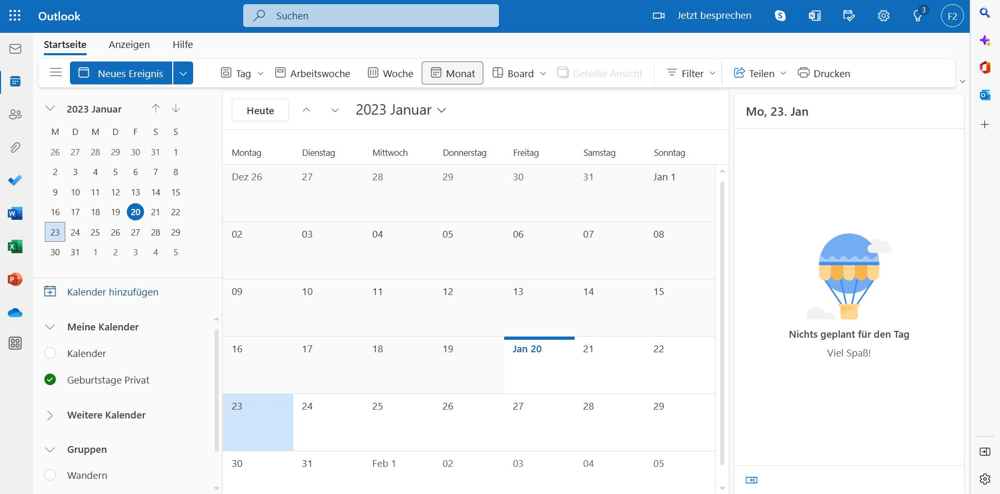 Outlook
Suchen
Jetzt besprechen
N
3
F2
Startseite Anzeigen Hilfe
Neues Ereignis
Tag Arbeitswoche Woche Monat Board Geteilte Ansicht Filter Teilen Drucken
2023 Januar
M D M D F S S
26 27 28 29 30 31 1
2 3 4 5 6 7 8
9 10 11 12 13 14 15
16 17 18 19 20 21 22
23 24 25 26 27 28 29
30 31 1 2 3 4 5
Kalender hinzufügen
Meine Kalender
Kalender
Geburtstage Privat
Weitere Kalender
Gruppen
Wandern
W
X
P
Heute 2023 Januar
Montag Dienstag Mittwoch Donnerstag Freitag Samstag Sonntag
Dez 26 27 28 29 30 31 Jan 1
02 03 04 05 06 07 08
09 10 11 12 13 14 15
16 17 18 19 Jan 20 21 22
23 24 25 26 27 28 29
30 31 Feb 1 02 03 04 05
Mo, 23. Jan
Nichts geplant für den Tag
Viel Spaß!